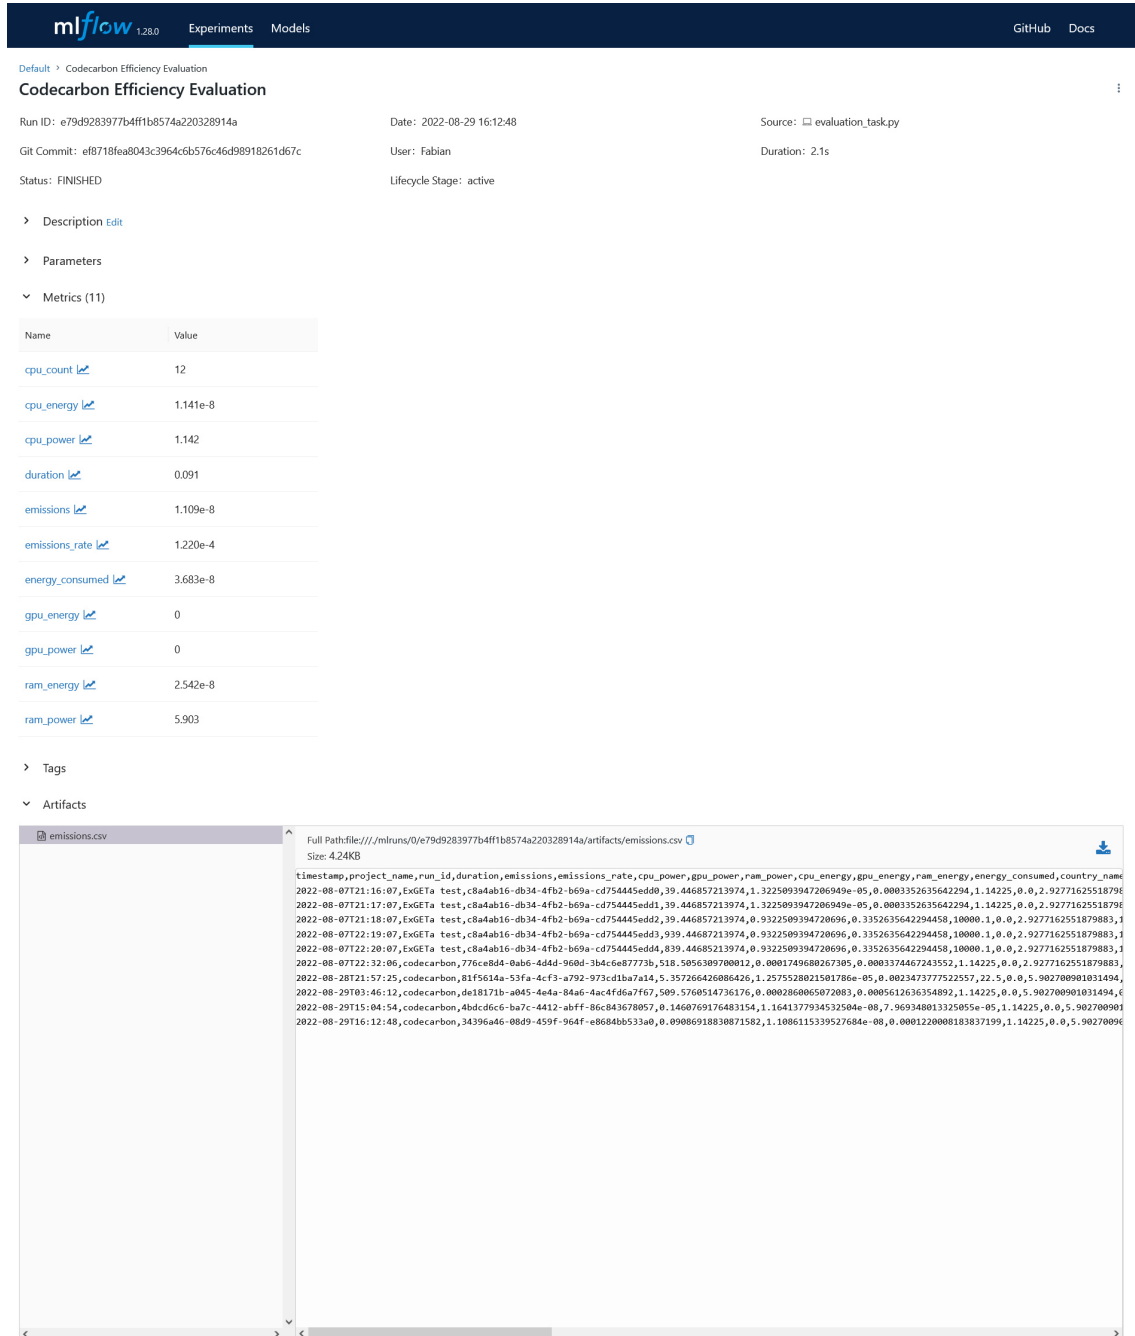 mlflow 1.28.0 Experiments Models GitHub Docs
Default > Codecarbon Efficiency Evaluation
Codecarbon Efficiency Evaluation
Run ID: e79d9283977b4ff1b8574a220328914a Date: 2022-08-29 16:12:48 Source: evaluation_task.py
Git Commit: ef8718fea8043c3964c6b576c46d98918261d67c User: Fabian Duration: 2.1s
Status: FINISHED Lifecycle Stage: active
Description Edit
Parameters
Metrics (11)
Name Value
cpu_count 12
cpu_energy 1.141e-8
cpu_power 1.142
duration 0.091
emissions 1.109e-8
emissions_rate 1.220e-4
energy_consumed 3.683e-8
gpu_energy 0
gpu_power 0
ram_energy 2.542e-8
ram_power 5.903
Tags
Artifacts
emissions.csv
Full Path:file:///./mlruns/0/e79d9283977b4ff1b8574a220328914a/artifacts/emissions.csv
Size: 4.24KB
timestamp,project_name,run_id,duration,emissions,emissions_rate,cpu_power,gpu_power,ram_power,cpu_energy,gpu_energy,ram_energy,energy_consumed,country_name
2022-08-07T21:16:07,ExGETa test,c8a4ab16-db34-4fb2-b69a-cd754445edd0,39.446857213974,1.3225093947206949e-05,0.0003352635642294,1.14225,0.0,2.92771625518798
2022-08-07T21:17:07,ExGETa test,c8a4ab16-db34-4fb2-b69a-cd754445edd1,39.446857213974,1.3225093947206949e-05,0.0003352635642294,1.14225,0.0,2.92771625518798
2022-08-07T21:18:07,ExGETa test,c8a4ab16-db34-4fb2-b69a-cd754445edd2,39.446857213974,0.9322509394720696,0.3352635642294458,10000.1,0.0,2.9277162551879883,1
2022-08-07T22:19:07,ExGETa test,c8a4ab16-db34-4fb2-b69a-cd754445edd3,939.44687213974,0.9322509394720696,0.3352635642294458,10000.1,0.0,2.9277162551879883,1
2022-08-07T22:20:07,ExGETa test,c8a4ab16-db34-4fb2-b69a-cd754445edd4,839.44685213974,0.9322509394720696,0.3352635642294458,10000.1,0.0,2.9277162551879883,1
2022-08-07T22:32:06,codecarbon,776ce8d4-0ab6-4d4d-960d-3b4c6e87773b,518.5056309700012,0.0001749680267305,0.0003374467243552,1.14225,0.0,2.9277162551879883,
2022-08-28T21:57:25,codecarbon,81f5614a-53fa-4cf3-a792-973cd1ba7a14,5.357266426086426,1.2575528021501786e-05,0.0023473777522557,22.5,0.0,5.902700901031494,
2022-08-29T03:46:12,codecarbon,de18171b-a045-4e4a-84a6-4ac4fd6a7f67,509.5760514736176,0.0002860065072083,0.0005612636354892,1.14225,0.0,5.902700901031494,6
2022-08-29T15:04:54,codecarbon,4bdcd6c6-ba7c-4412-abff-86c843678057,0.1460769176483154,1.1641377934532504e-08,7.969348013325055e-05,1.14225,0.0,5.902700901
2022-08-29T16:12:48,codecarbon,34396a46-08d9-459f-964f-e8684bb533a0,0.09086918830871582,1.1086115339527684e-08,0.0001220008183837199,1.14225,0.0,5.9027009​0